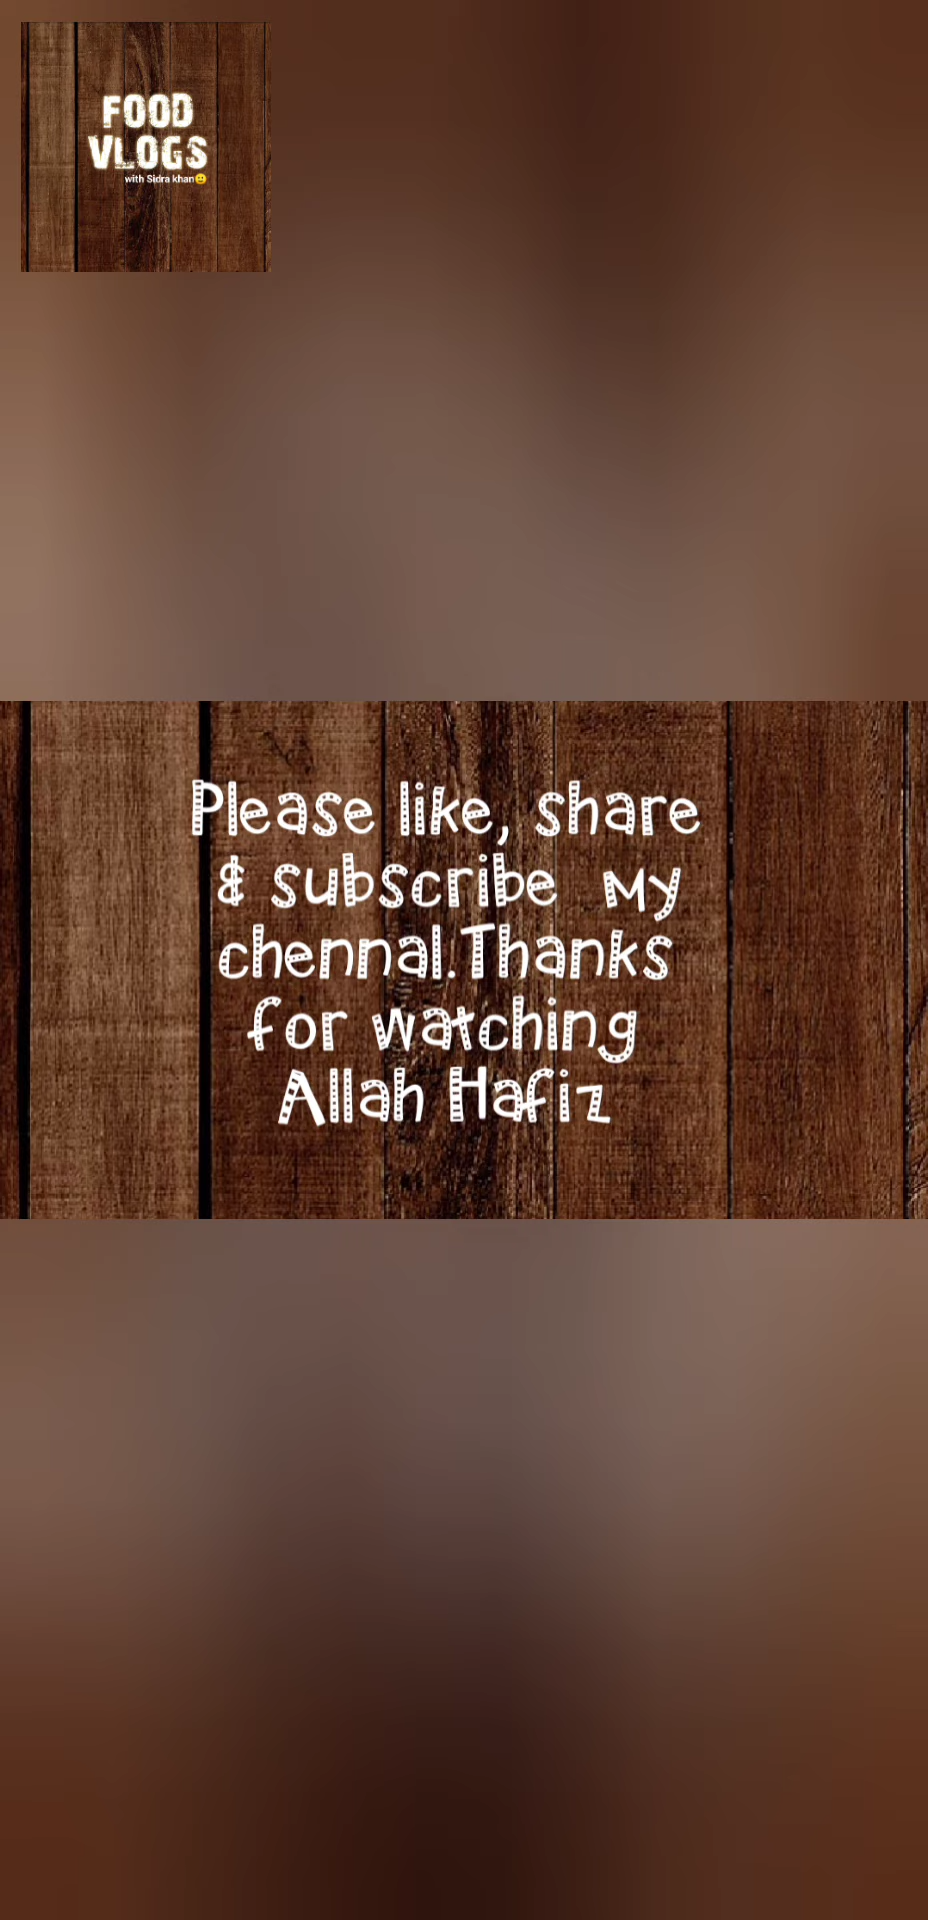 FOOD
VLOGS
with Sidra khan🙂
Please like, share
& subscribe my
chennal.Thanks
for watching
Allah Hafiz